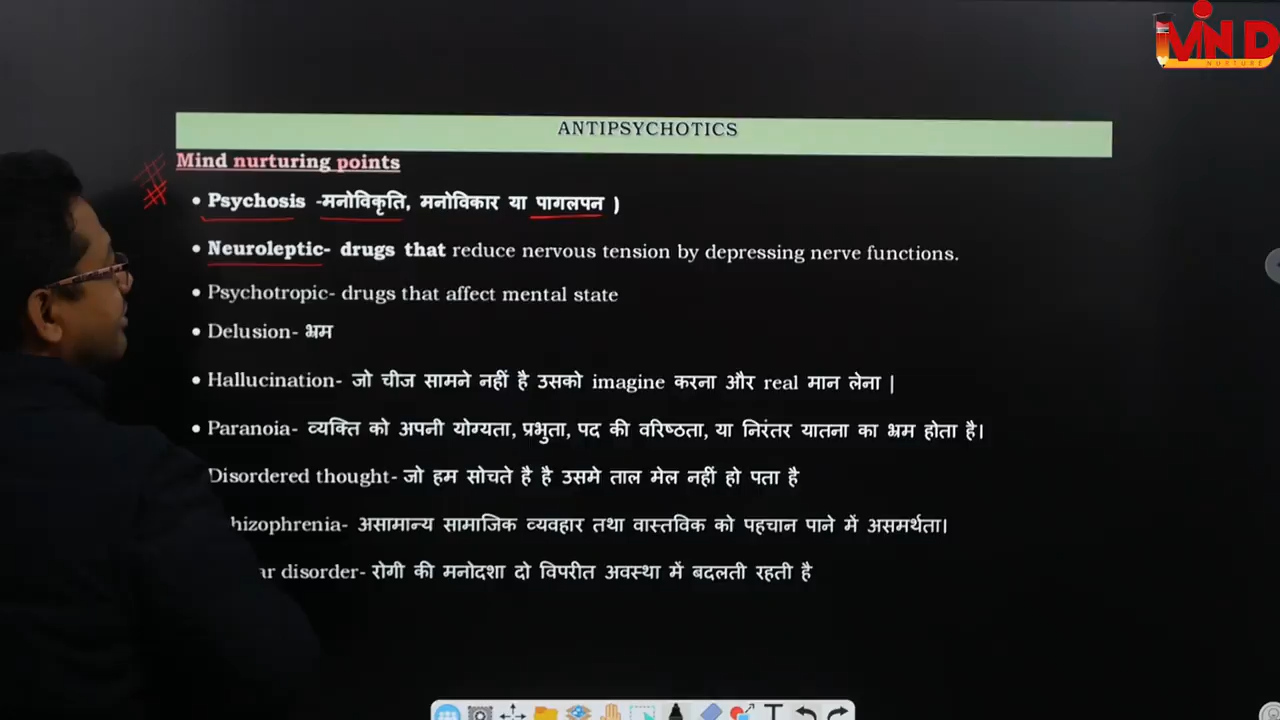 MIND
NURTURE
ANTIPSYCHOTICS
Mind nurturing points
• Psychosis -मनोविकृति, मनोविकार या पागलपन )
• Neuroleptic- drugs that reduce nervous tension by depressing nerve functions.
• Psychotropic- drugs that affect mental state
• Delusion- भ्रम
• Hallucination- जो चीज सामने नहीं है उसको imagine करना और real मान लेना |
• Paranoia- व्यक्ति को अपनी योग्यता, प्रभुता, पद की वरिष्ठता, या निरंतर यातना का भ्रम होता है।
Disordered thought- जो हम सोचते है है उसमे ताल मेल नहीं हो पता है
hizophrenia- असामान्य सामाजिक व्यवहार तथा वास्तविक को पहचान पाने में असमर्थता।
ar disorder- रोगी की मनोदशा दो विपरीत अवस्था में बदलती रहती है